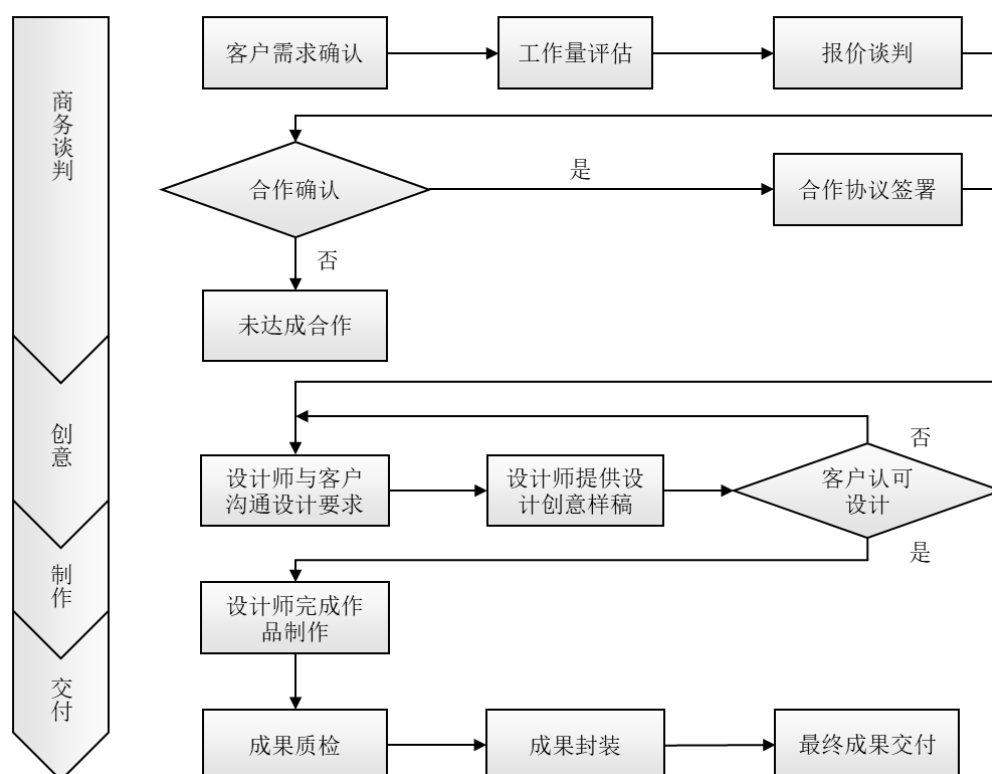 商务谈判
客户需求确认
工作量评估
报价谈判
合作确认
是
合作协议签署
否
未达成合作
创意
设计师与客户
沟通设计要求
设计师提供设
计创意样稿
客户认可
设计
否
是
制作
设计师完成作
品制作
交付
成果质检
成果封装
最终成果交付